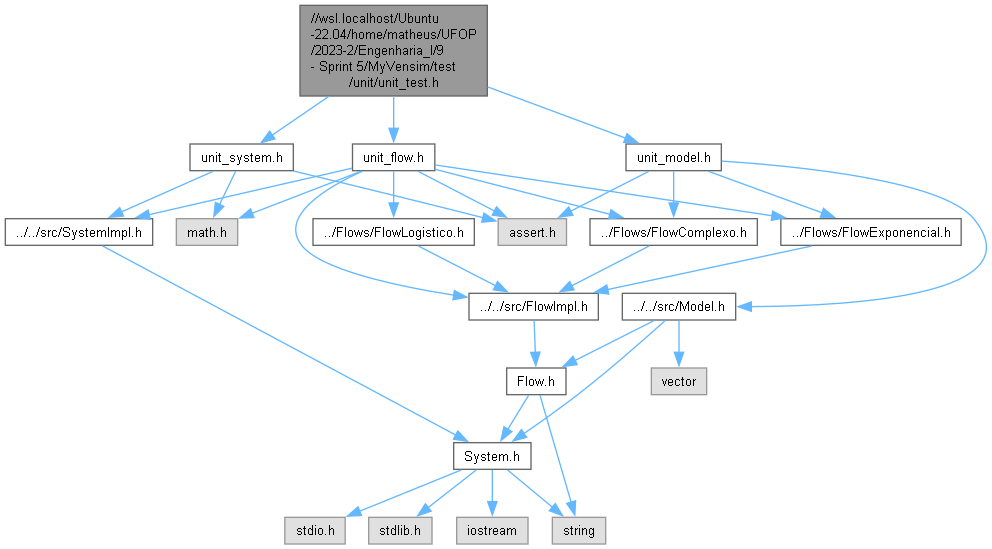 //wsl.localhost/Ubuntu
-22.04/home/matheus/UFOP
/2023-2/Engenharia_I/9
- Sprint 5/MyVensim/test
/unit/unit_test.h
unit_system.h
unit_flow.h
unit_model.h
../../src/SystemImpl.h
math.h
../Flows/FlowLogistico.h
assert.h
../Flows/FlowComplexo.h
../Flows/FlowExponencial.h
../../src/FlowImpl.h
../../src/Model.h
Flow.h
vector
System.h
stdio.h
stdlib.h
iostream
string